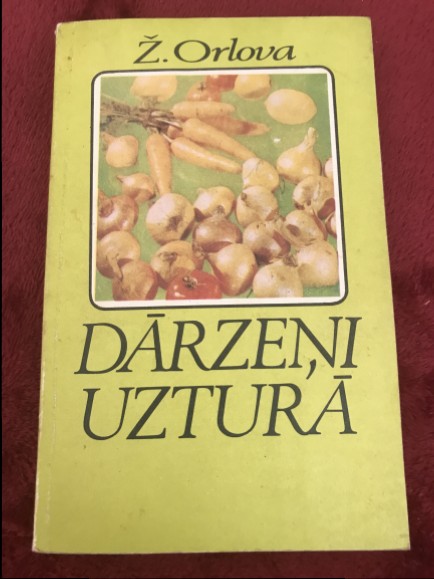 Ž. Orlova
DĀRZEŅI
UZTURĀ